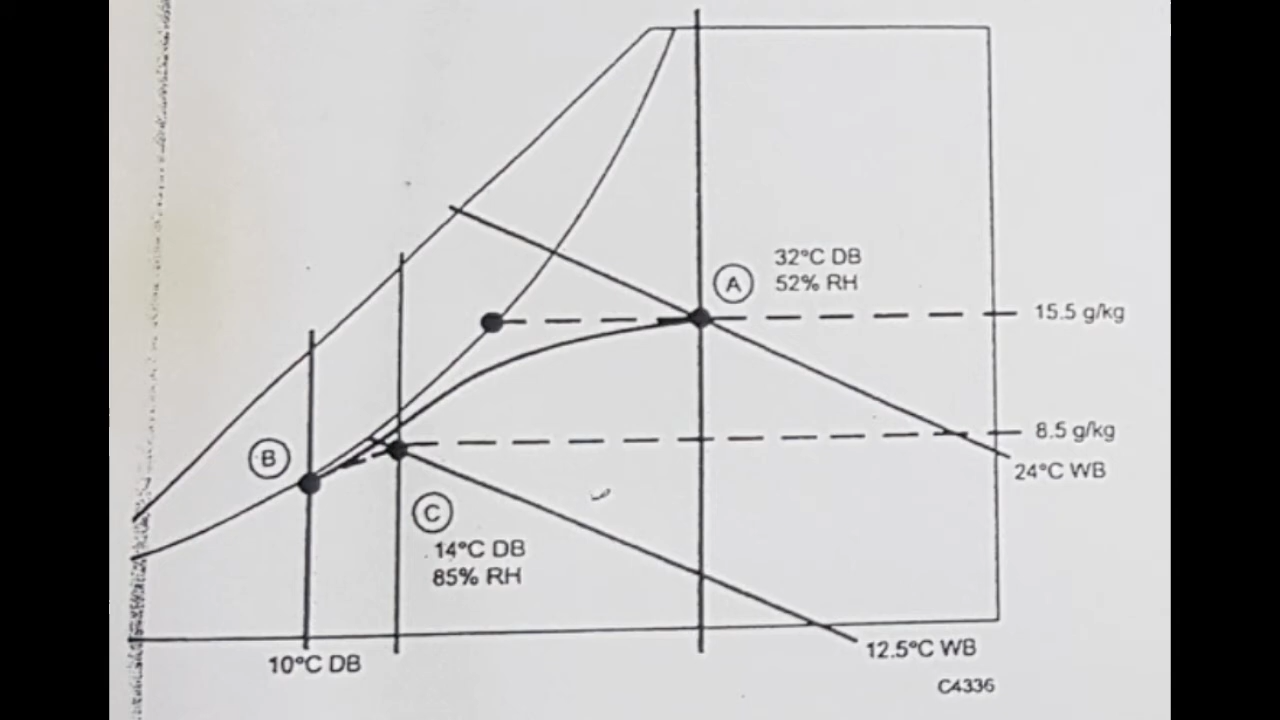 A
32°C DB
52% RH
15.5 g/kg
8.5 g/kg
24°C WB
B
C
14°C DB
85% RH
10°C DB
12.5°C WB
C4336